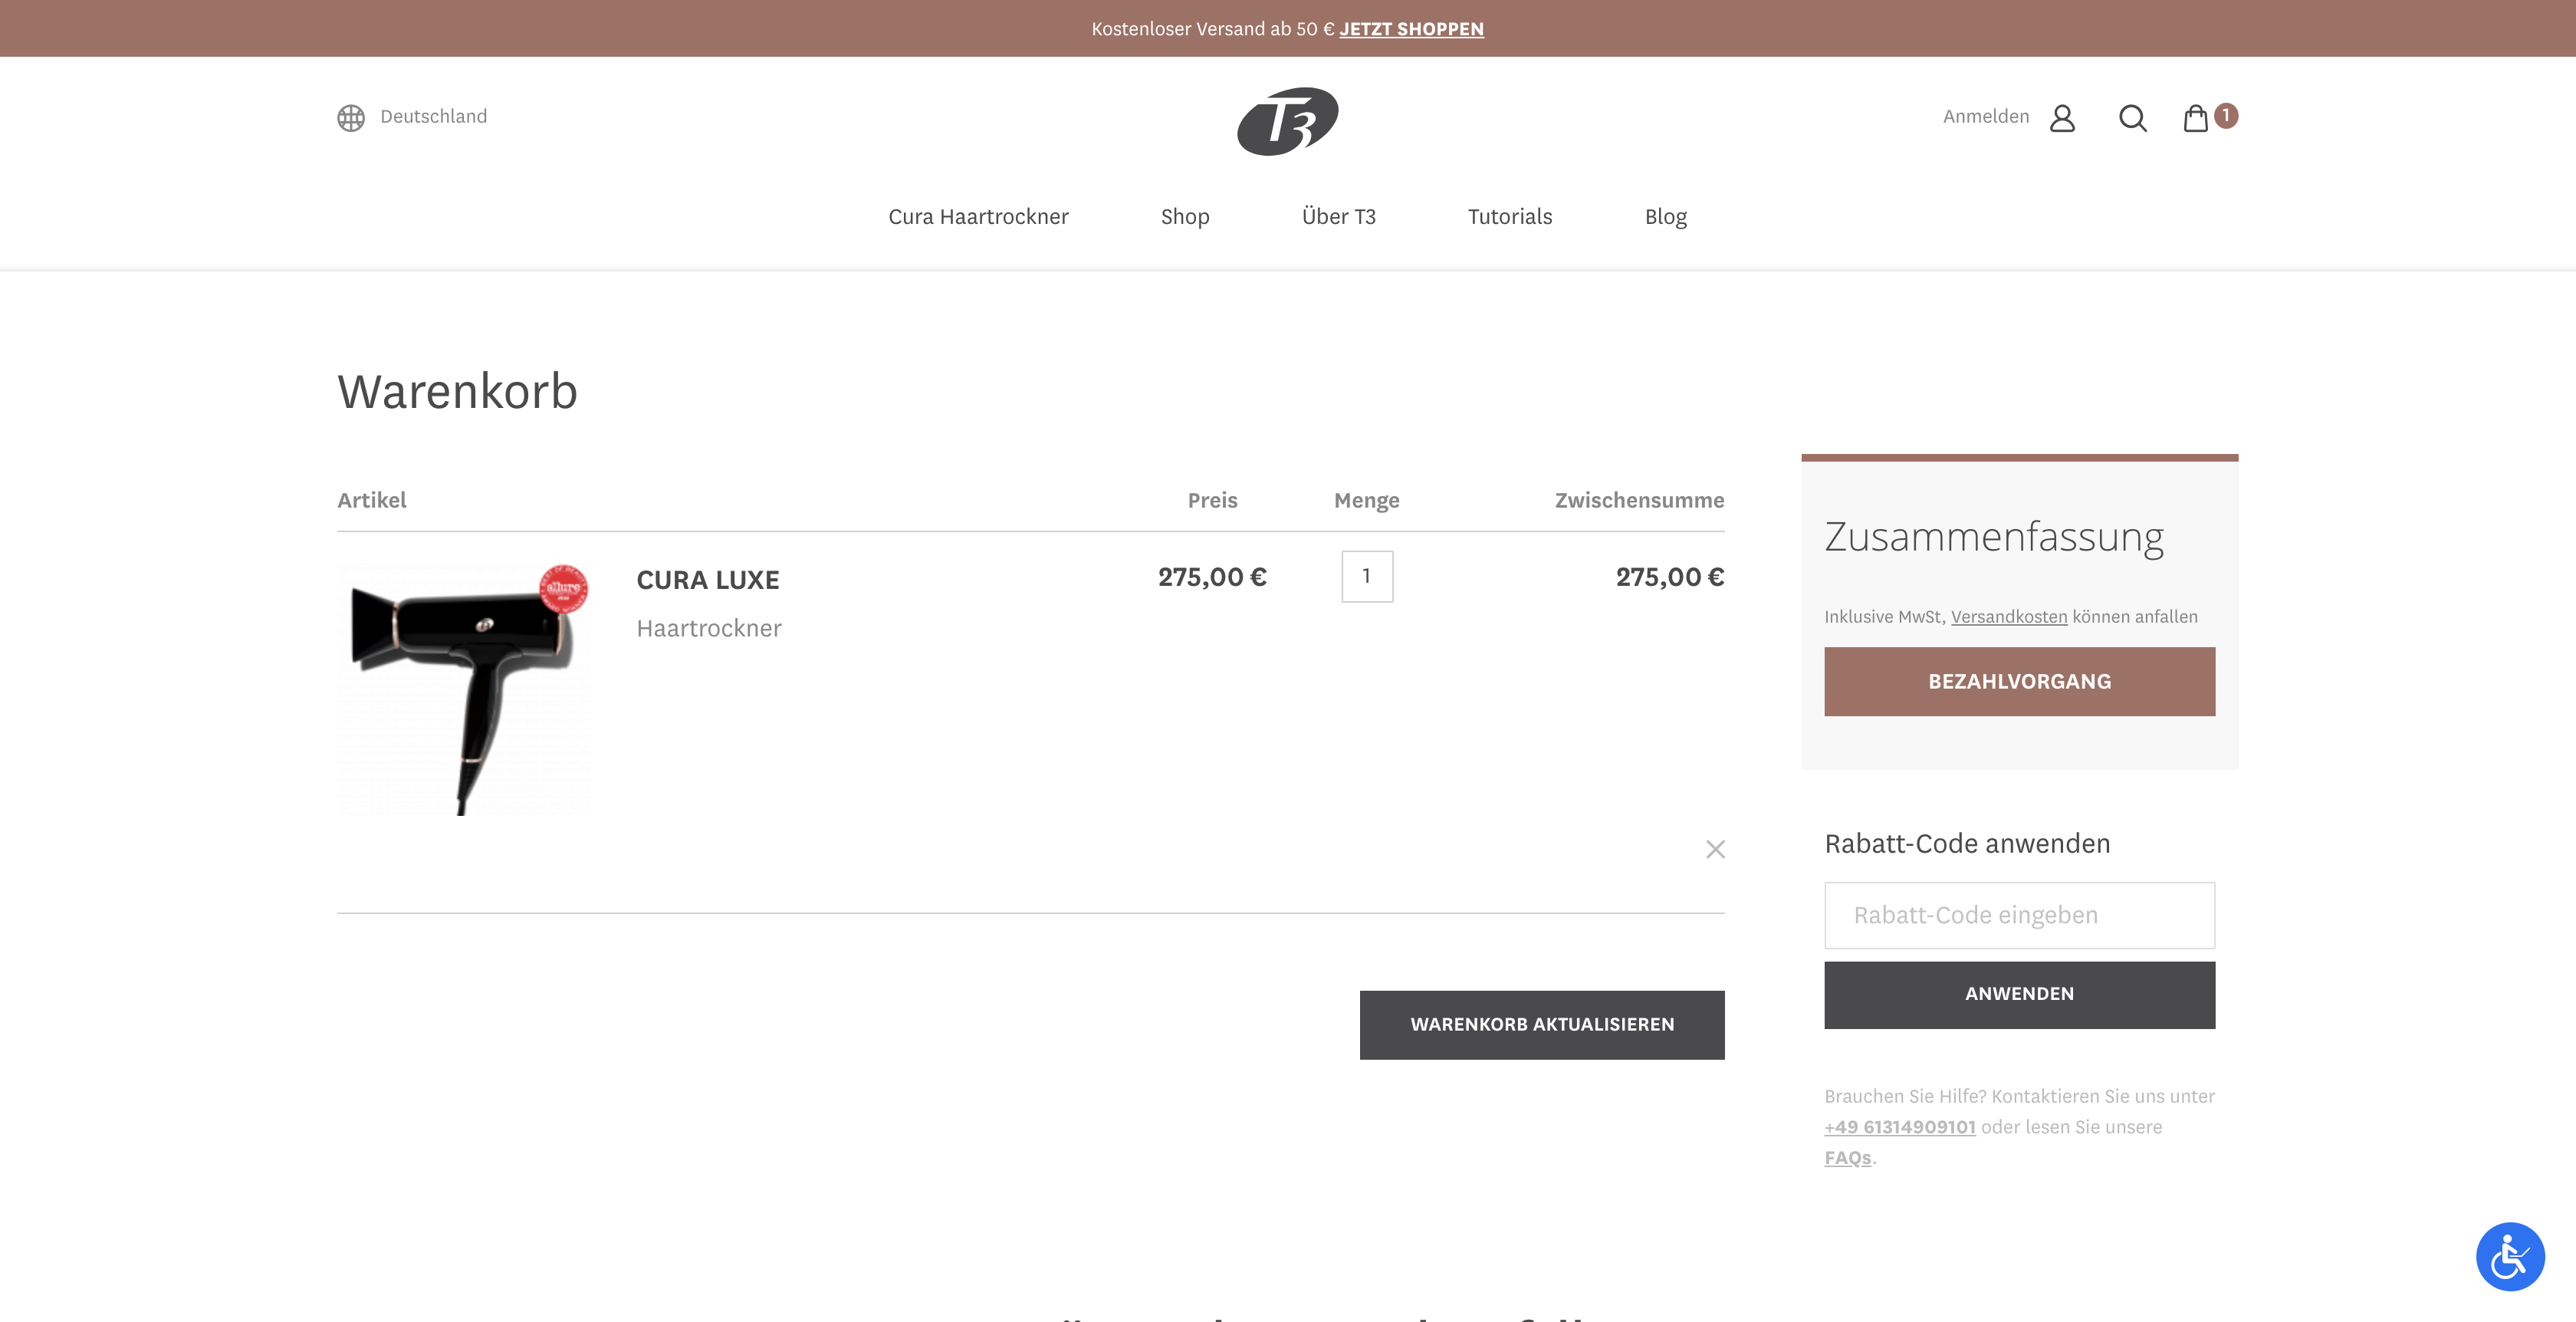 Kostenloser Versand ab 50 € JETZT SHOPPEN
Deutschland
T3
Anmelden
1
Cura Haartrockner
Shop
Über T3
Tutorials
Blog
Warenkorb
Artikel
Preis
Menge
Zwischensumme
allure
CURA LUXE
Haartrockner
275,00 €
1
275,00 €
WARENKORB AKTUALISIEREN
Zusammenfassung
Inklusive MwSt, Versandkosten können anfallen
BEZAHLVORGANG
Rabatt-Code anwenden
Rabatt-Code eingeben
ANWENDEN
Brauchen Sie Hilfe? Kontaktieren Sie uns unter
+49 61314909101 oder lesen Sie unsere
FAQs.